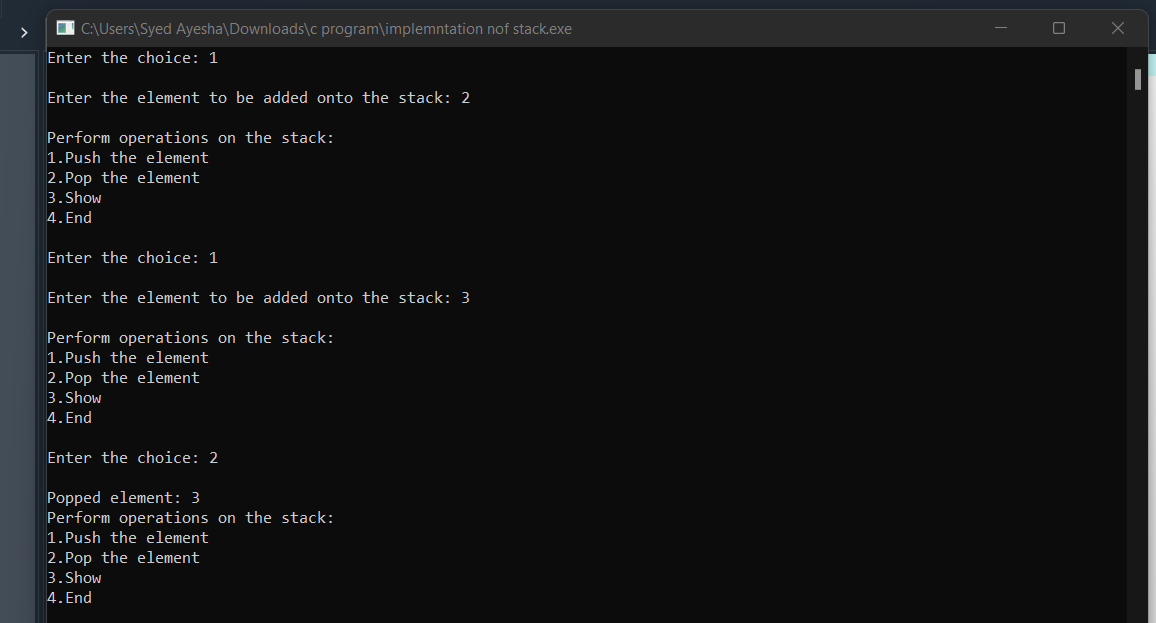 C:\Users\Syed Ayesha\Downloads\c program\implemntation nof stack.exe
Enter the choice: 1
Enter the element to be added onto the stack: 2
Perform operations on the stack:
1.Push the element
2.Pop the element
3.Show
4.End
Enter the choice: 1
Enter the element to be added onto the stack: 3
Perform operations on the stack:
1.Push the element
2.Pop the element
3.Show
4.End
Enter the choice: 2
Popped element: 3
Perform operations on the stack:
1.Push the element
2.Pop the element
3.Show
4.End